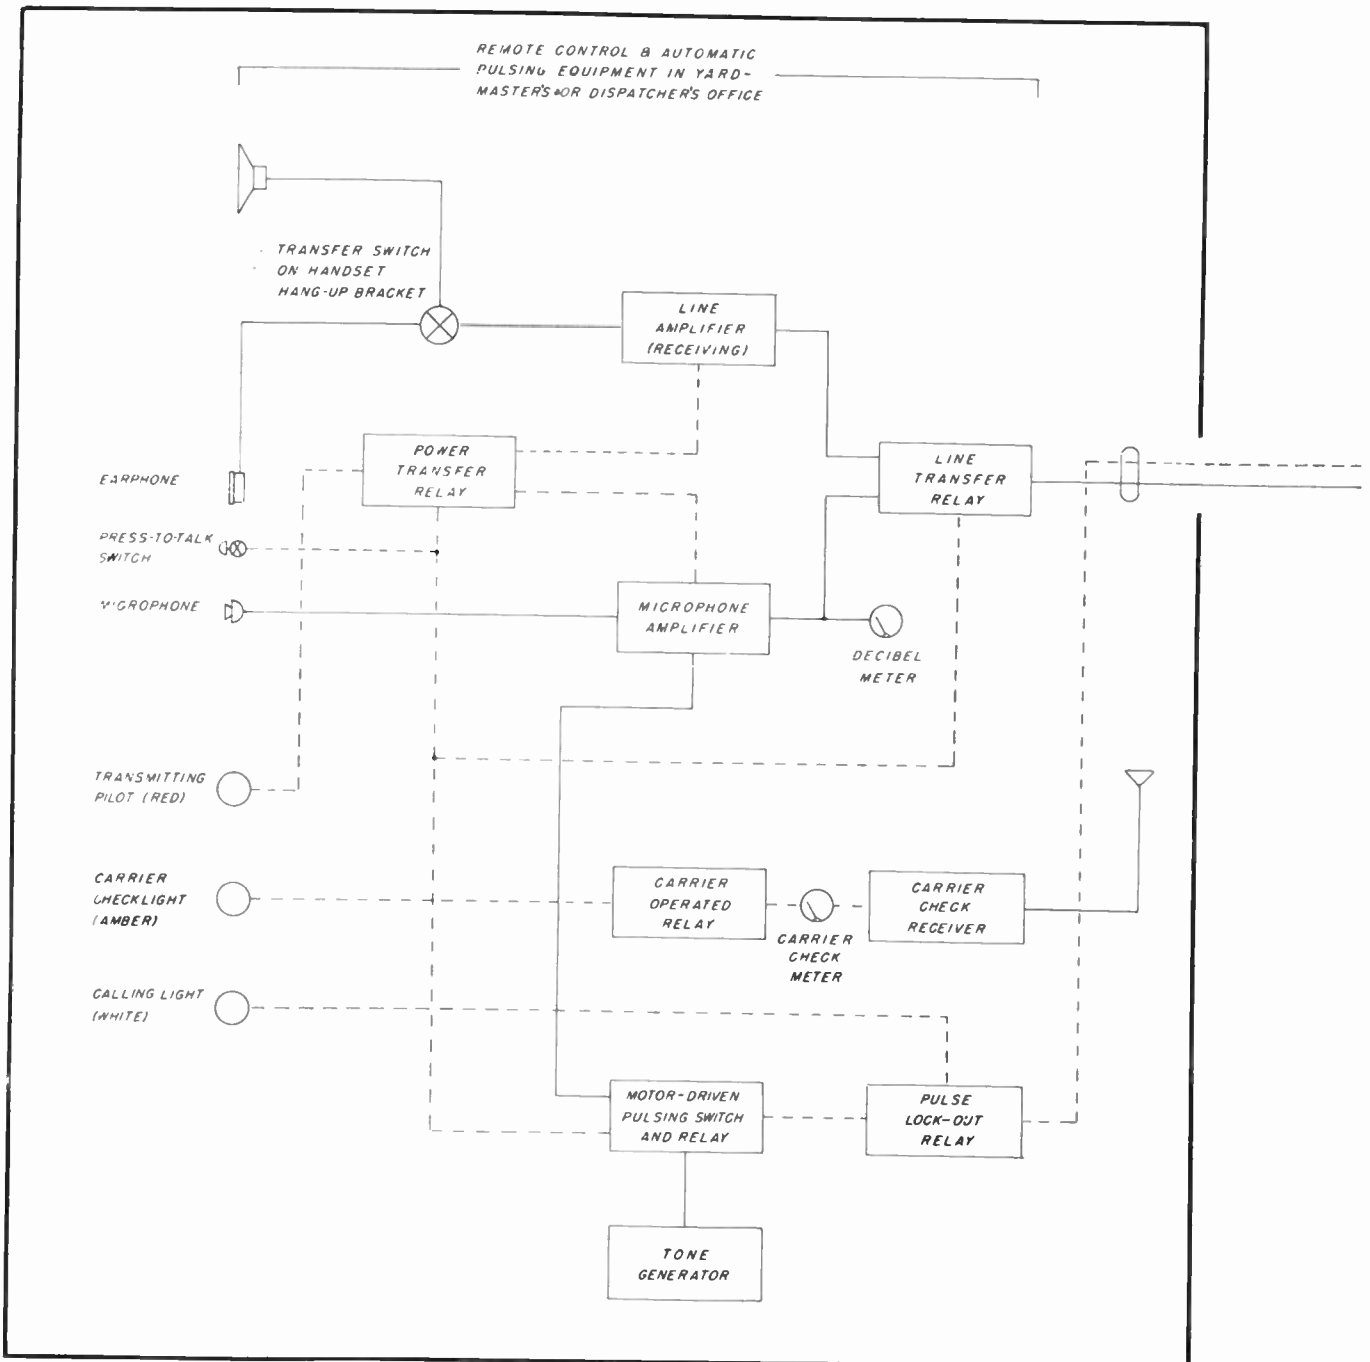 REMOTE CONTROL & AUTOMATIC
PULSING EQUIPMENT IN YARD-
MASTER'S OR DISPATCHER'S OFFICE
TRANSFER SWITCH
ON HANDSET
HANG-UP BRACKET
LINE
AMPLIFIER
(RECEIVING)
POWER
TRANSFER
RELAY
LINE
TRANSFER
RELAY
EARPHONE
PRESS-TO-TALK
SWITCH
MICROPHONE
MICROPHONE
AMPLIFIER
DECIBEL
METER
TRANSMITTING
PILOT (RED)
CARRIER
CHECKLIGHT
(AMBER)
CARRIER
OPERATED
RELAY
CARRIER
CHECK
METER
CARRIER
CHECK
RECEIVER
CALLING LIGHT
(WHITE)
MOTOR-DRIVEN
PULSING SWITCH
AND RELAY
PULSE
LOCK-OUT
RELAY
TONE
GENERATOR